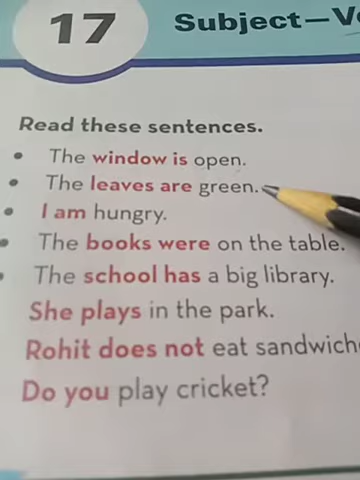 17 Subject—Ve
Read these sentences.
• The window is open.
• The leaves are green.
• I am hungry.
• The books were on the table.
• The school has a big library.
She plays in the park.
Rohit does not eat sandwich
Do you play cricket?